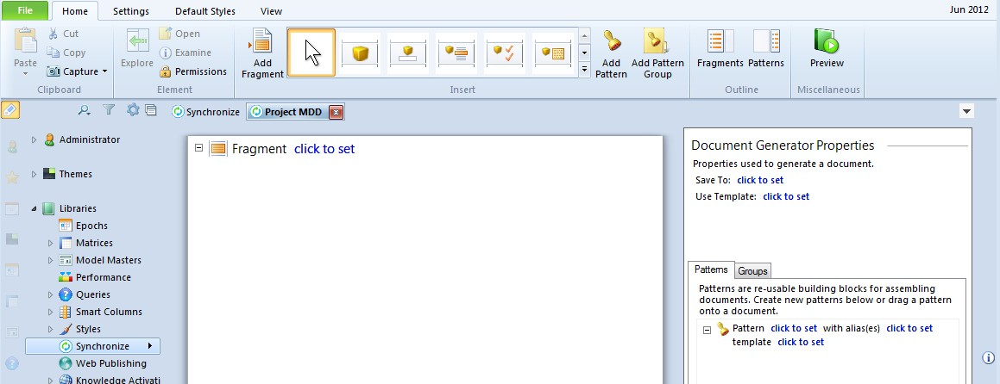 File Home Settings Default Styles View Jun 2012
Cut Open
Copy Examine
Paste Capture Explore Permissions Add Fragment Add Pattern Add Pattern Group Fragments Patterns Preview
Clipboard Element Insert Outline Miscellaneous
Synchronize Project MDD
Administrator
Themes
Libraries
Epochs
Matrices
Model Masters
Performance
Queries
Smart Columns
Styles
Synchronize
Web Publishing
Knowledge Activati
Fragment click to set
Document Generator Properties
Properties used to generate a document.
Save To: click to set
Use Template: click to set
Patterns Groups
Patterns are re-usable building blocks for assembling
documents. Create new patterns below or drag a pattern
onto a document.
Pattern click to set with alias(es) click to set
template click to set